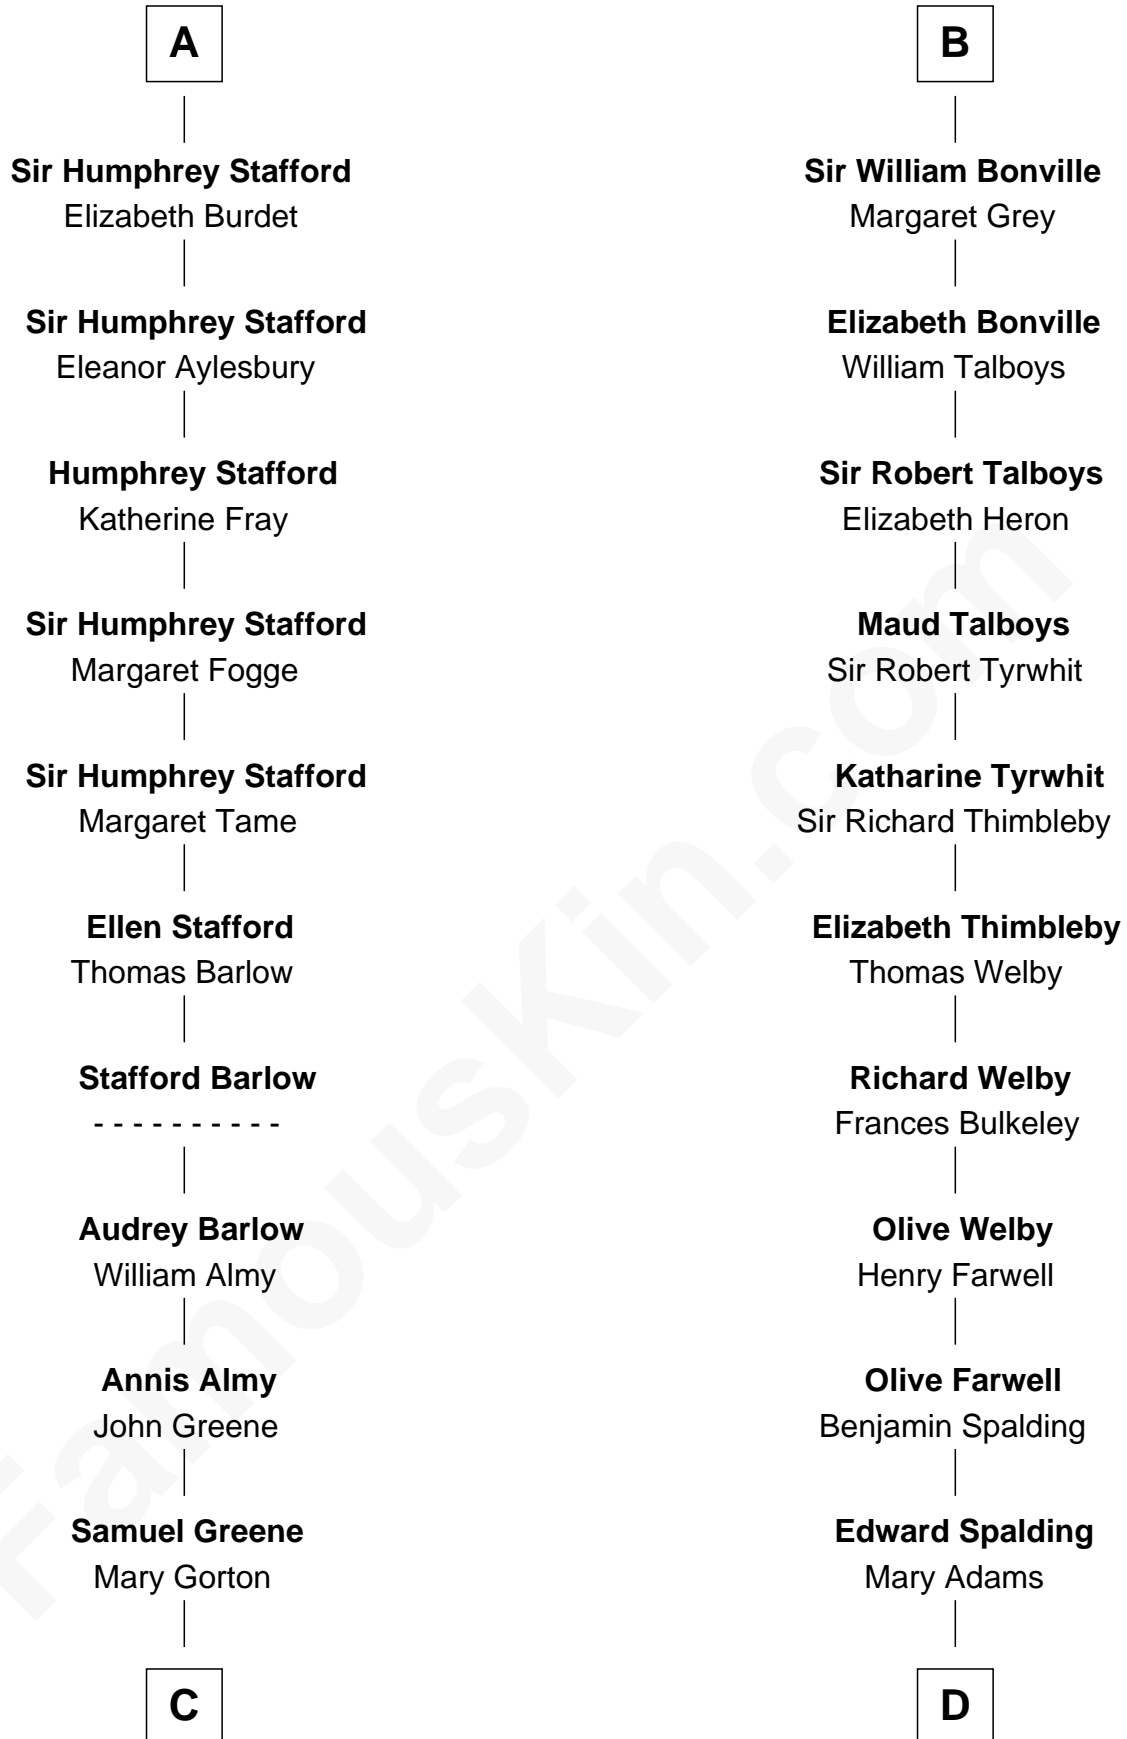 A
Sir Humphrey Stafford
Elizabeth Burdet
Sir Humphrey Stafford
Eleanor Aylesbury
Humphrey Stafford
Katherine Fray
Sir Humphrey Stafford
Margaret Fogge
Sir Humphrey Stafford
Margaret Tame
Ellen Stafford
Thomas Barlow
Stafford Barlow
- - - - - - - - - -
Audrey Barlow
William Almy
Annis Almy
John Greene
Samuel Greene
Mary Gorton
C
B
Sir William Bonville
Margaret Grey
Elizabeth Bonville
William Talboys
Sir Robert Talboys
Elizabeth Heron
Maud Talboys
Sir Robert Tyrwhit
Katharine Tyrwhit
Sir Richard Thimbleby
Elizabeth Thimbleby
Thomas Welby
Richard Welby
Frances Bulkeley
Olive Welby
Henry Farwell
Olive Farwell
Benjamin Spalding
Edward Spalding
Mary Adams
D
FamousKin.com